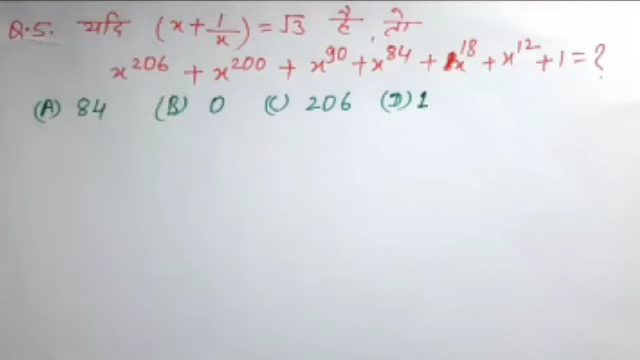 Q.5. यदि (x + 1/x) = √3 है, तो
x^206 + x^200 + x^90 + x^84 + x^18 + x^12 + 1 = ?
(A) 84 (B) 0 (C) 206 (D) 1